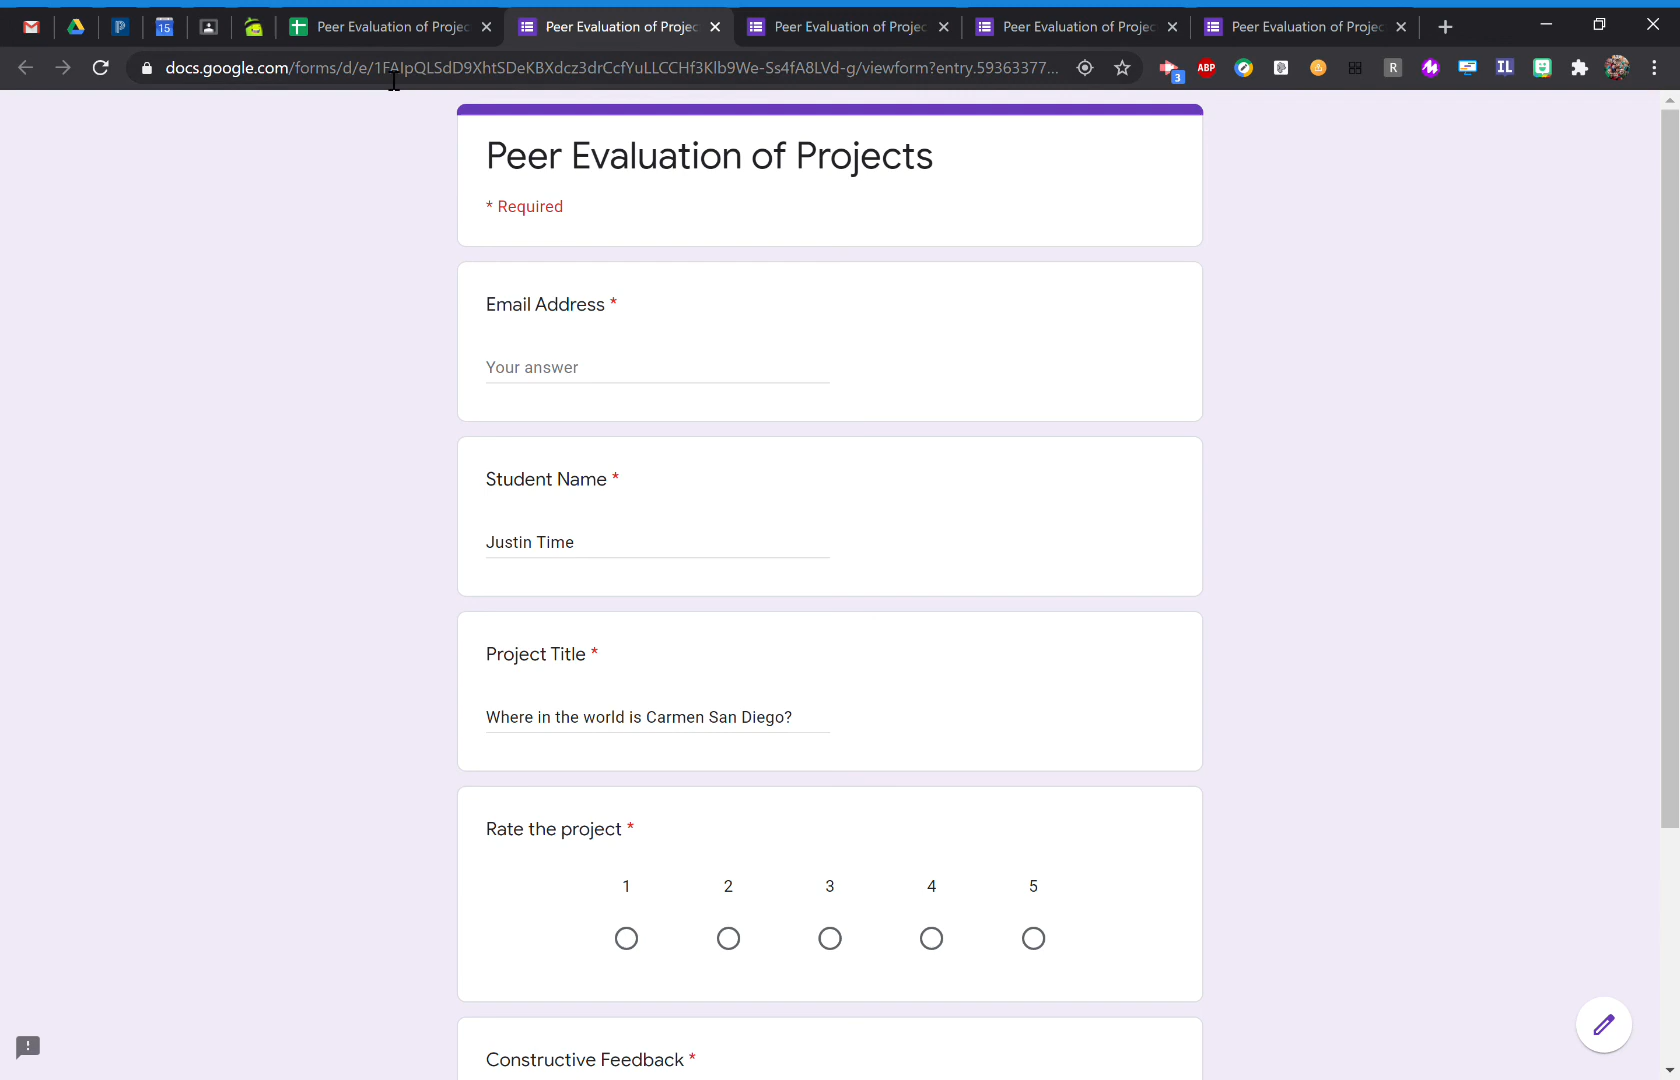 15
Peer Evaluation of Projec
Peer Evaluation of Projec
Peer Evaluation of Projec
Peer Evaluation of Projec
Peer Evaluation of Projec
docs.google.com/forms/d/e/1FAIpQLSdD9XhtSDeKBXdcz3drCcfYuLLCCHf3Klb9We-Ss4fA8LVd-g/viewform?entry.59363377...
3
ABP
R
IL
Peer Evaluation of Projects
* Required
Email Address *
Your answer
Student Name *
Justin Time
Project Title *
Where in the world is Carmen San Diego?
Rate the project *
1 2 3 4 5
Constructive Feedback *